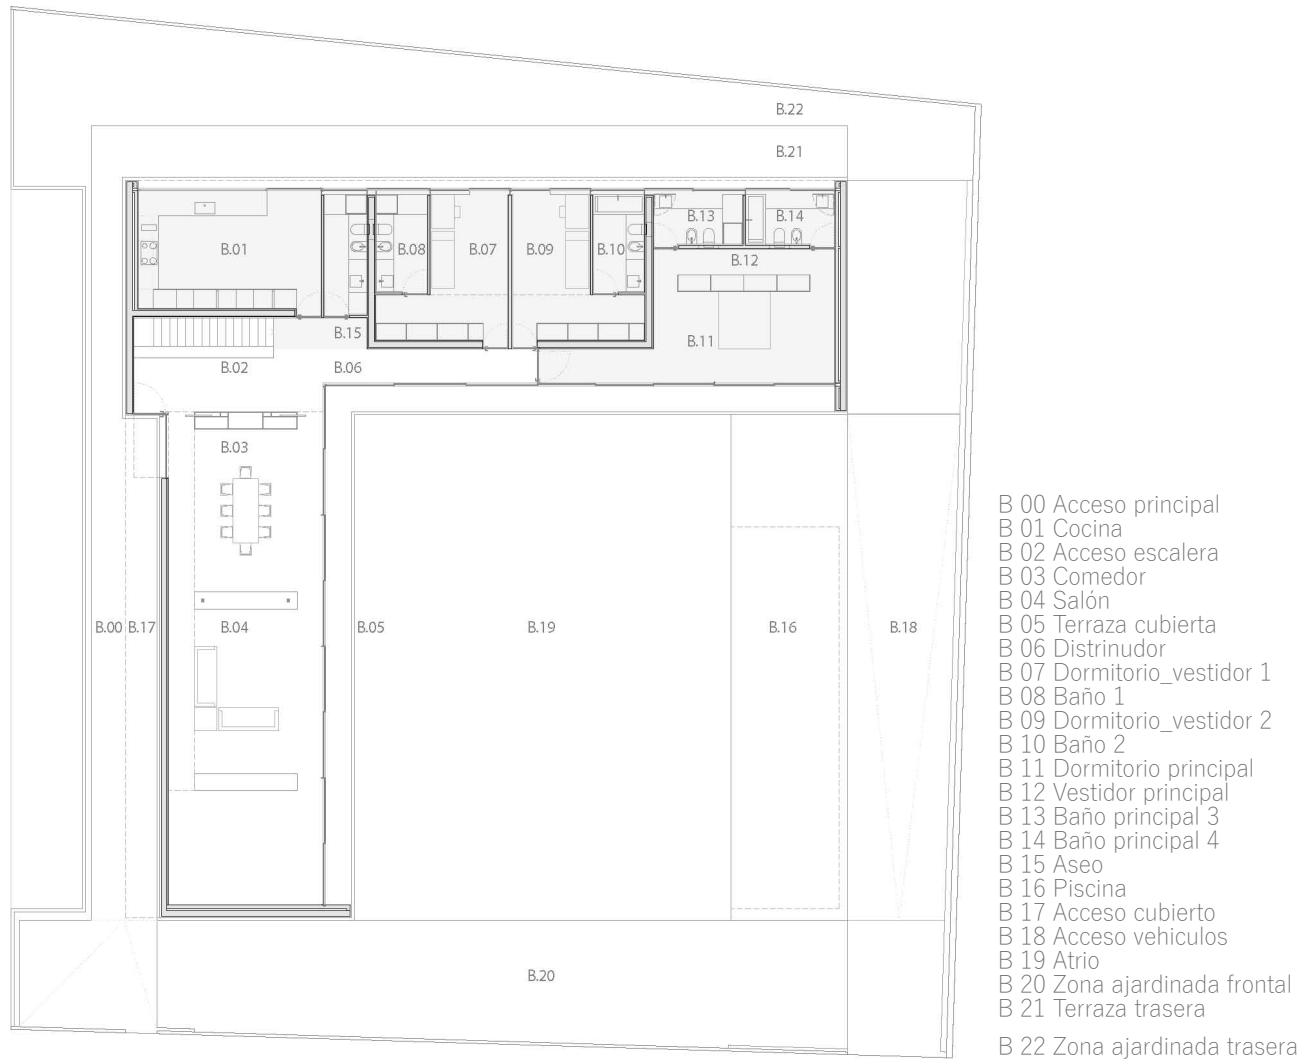 B.22
B.21
B.13
B.14
B.01
B.08
B.07
B.09
B.10
B.12
B.15
B.11
B.02
B.06
B.03
B.00
B.17
B.04
B.05
B.19
B.16
B.18
B.20
B 00 Acceso principal
B 01 Cocina
B 02 Acceso escalera
B 03 Comedor
B 04 Salón
B 05 Terraza cubierta
B 06 Distrinudor
B 07 Dormitorio_vestidor 1
B 08 Baño 1
B 09 Dormitorio_vestidor 2
B 10 Baño 2
B 11 Dormitorio principal
B 12 Vestidor principal
B 13 Baño principal 3
B 14 Baño principal 4
B 15 Aseo
B 16 Piscina
B 17 Acceso cubierto
B 18 Acceso vehiculos
B 19 Atrio
B 20 Zona ajardinada frontal
B 21 Terraza trasera
B 22 Zona ajardinada trasera